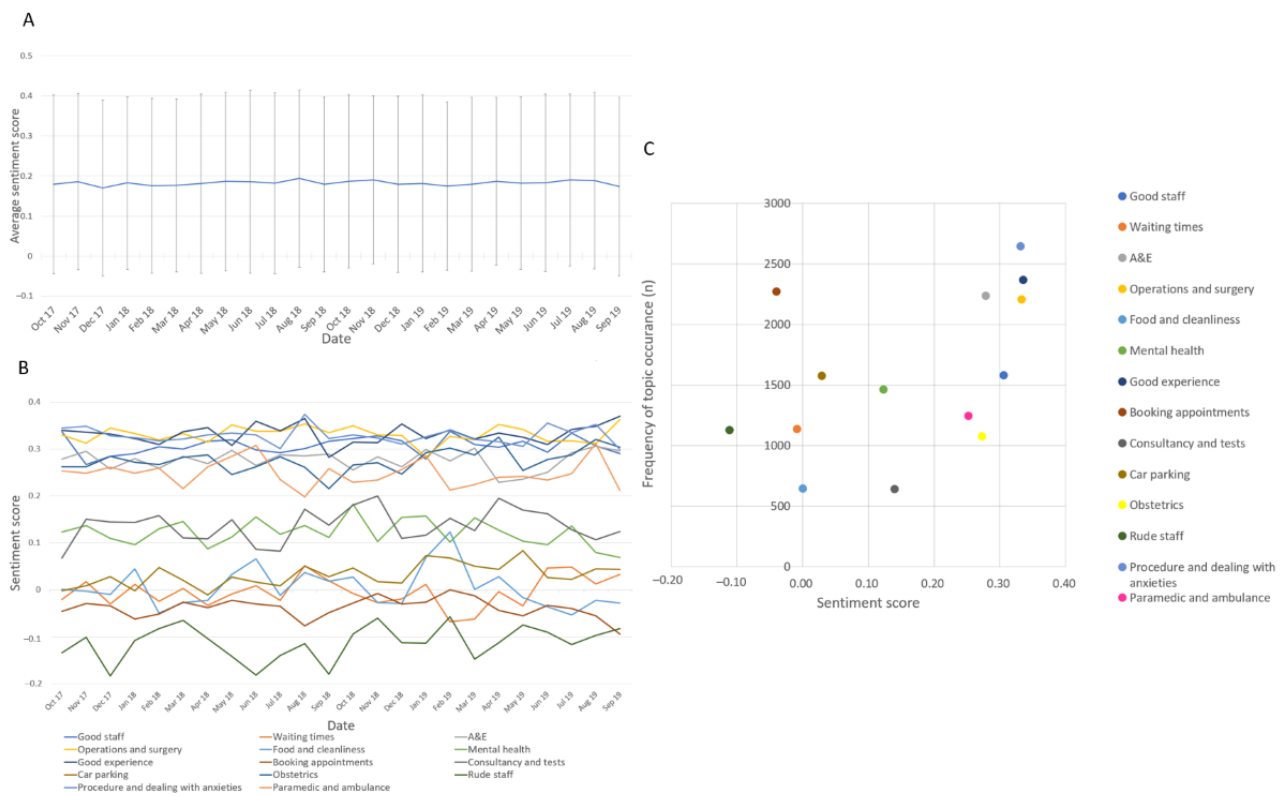 A
0.5
0.4
0.3
0.2
0.1
0
–0.1
Average sentiment score
Oct 17
Nov 17
Dec 17
Jan 18
Feb 18
Mar 18
Apr 18
May 18
Jun 18
Jul 18
Aug 18
Sep 18
Oct 18
Nov 18
Dec 18
Jan 19
Feb 19
Mar 19
Apr 19
May 19
Jun 19
Jul 19
Aug 19
Sep 19
Date
B
0.4
0.3
0.2
0.1
0
–0.1
–0.2
Sentiment score
Oct 17
Nov 17
Dec 17
Jan 18
Feb 18
Mar 18
Apr 18
May 18
Jun 18
Jul 18
Aug 18
Sep 18
Oct 18
Nov 18
Dec 18
Jan 19
Feb 19
Mar 19
Apr 19
May 19
Jun 19
Jul 19
Aug 19
Sep 19
Date
Good staff
Waiting times
A&E
Operations and surgery
Food and cleanliness
Mental health
Good experience
Booking appointments
Consultancy and tests
Car parking
Obstetrics
Rude staff
Procedure and dealing with anxieties
Paramedic and ambulance
C
3000
2500
2000
1500
1000
500
0
Frequency of topic occurance (n)
–0.20
–0.10
0.00
0.10
0.20
0.30
0.40
Sentiment score
Good staff
Waiting times
A&E
Operations and surgery
Food and cleanliness
Mental health
Good experience
Booking appointments
Consultancy and tests
Car parking
Obstetrics
Rude staff
Procedure and dealing with
anxieties
Paramedic and ambulance